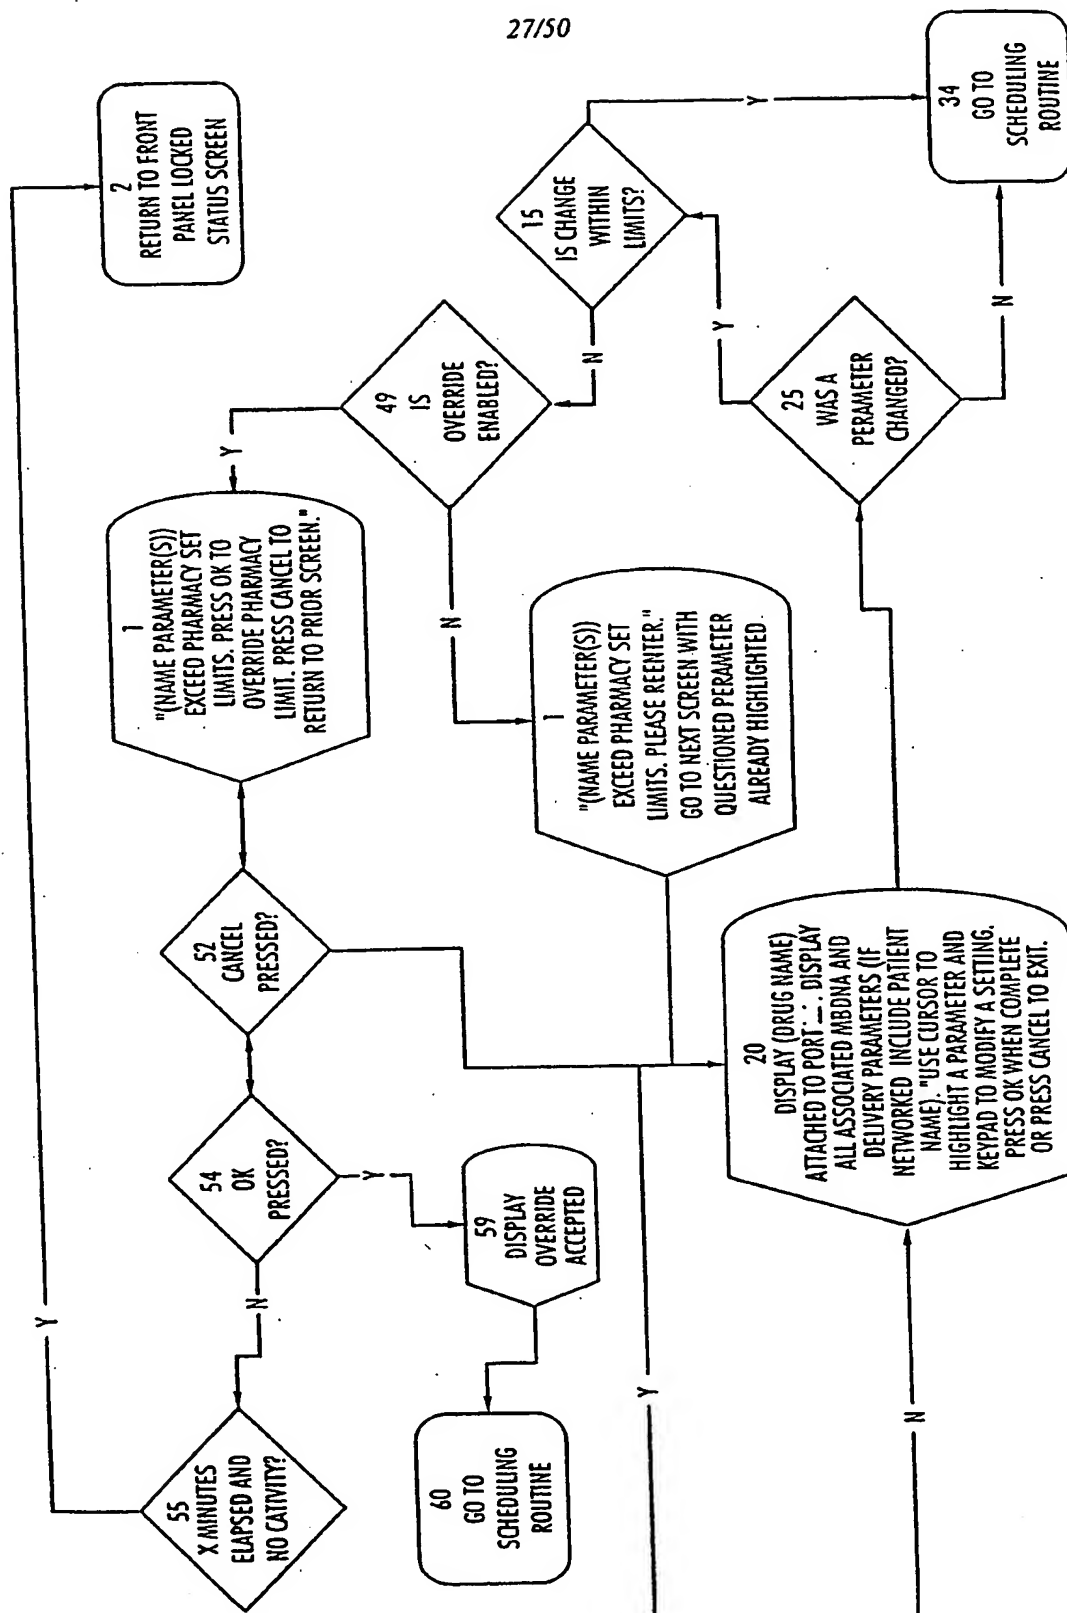 27/50
2
RETURN TO FRONT
PANEL LOCKED
STATUS SCREEN
Y
55
X MINUTES
ELAPSED AND
NO CATIVITY?
N
54
OK
PRESSED?
Y
52
CANCEL
PRESSED?
1
"(NAME PARAMETER(S))
EXCEED PHARMACY SET
LIMITS. PRESS OK TO
OVERRIDE PHARMACY
LIMIT. PRESS CANCEL TO
RETURN TO PRIOR SCREEN."
Y
49
IS
OVERRIDE
ENABLED?
N
N
15
IS CHANGE
WITHIN
LIMITS?
Y
34
GO TO
SCHEDULING
ROUTINE
60
GO TO
SCHEDULING
ROUTINE
59
DISPLAY
OVERRIDE
ACCEPTED
1
"(NAME PARAMETER(S))
EXCEED PHARMACY SET
LIMITS. PLEASE REENTER."
GO TO NEXT SCREEN WITH
QUESTIONED PERAMETER
ALREADY HIGHLIGHTED
Y
25
WAS A
PERAMETER
CHANGED?
N
Y
20
DISPLAY (DRUG NAME)
ATTACHED TO PORT __. DISPLAY
ALL ASSOCIATED MBDNA AND
DELIVERY PARAMETERS (IF
NETWORKED INCLUDE PATIENT
NAME). "USE CURSOR TO
HIGHLIGHT A PARAMETER AND
KEYPAD TO MODIFY A SETTING.
PRESS OK WHEN COMPLETE
OR PRESS CANCEL TO EXIT.
N